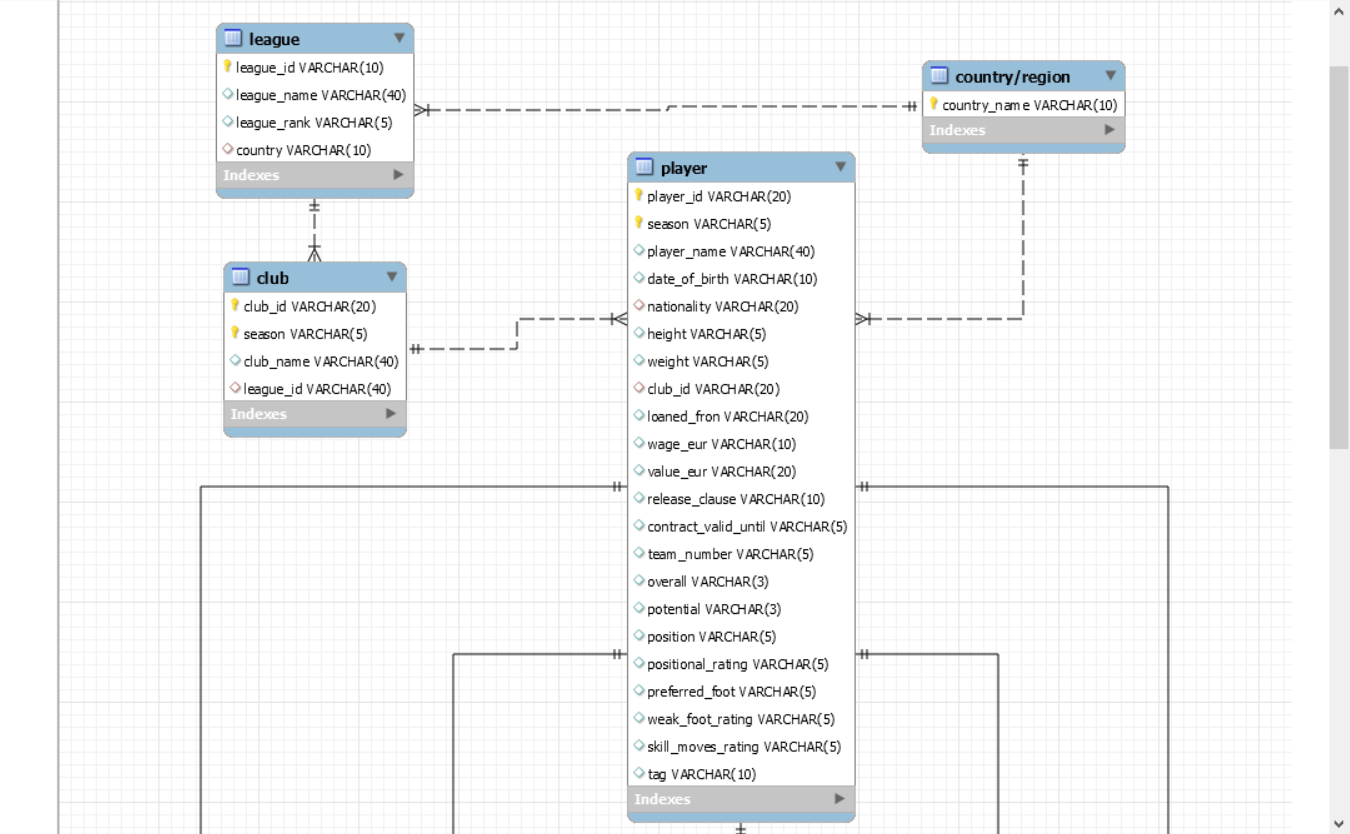 league
league_id VARCHAR(10)
league_name VARCHAR(40)
league_rank VARCHAR(5)
country VARCHAR(10)
Indexes
country/region
country_name VARCHAR(10)
Indexes
player
player_id VARCHAR(20)
season VARCHAR(5)
player_name VARCHAR(40)
date_of_birth VARCHAR(10)
nationality VARCHAR(20)
height VARCHAR(5)
weight VARCHAR(5)
club_id VARCHAR(20)
loaned_fron VARCHAR(20)
wage_eur VARCHAR(10)
value_eur VARCHAR(20)
release_clause VARCHAR(10)
contract_valid_until VARCHAR(5)
team_number VARCHAR(5)
overall VARCHAR(3)
potential VARCHAR(3)
position VARCHAR(5)
positional_rating VARCHAR(5)
preferred_foot VARCHAR(5)
weak_foot_rating VARCHAR(5)
skill_moves_rating VARCHAR(5)
tag VARCHAR(10)
Indexes
club
club_id VARCHAR(20)
season VARCHAR(5)
club_name VARCHAR(40)
league_id VARCHAR(40)
Indexes